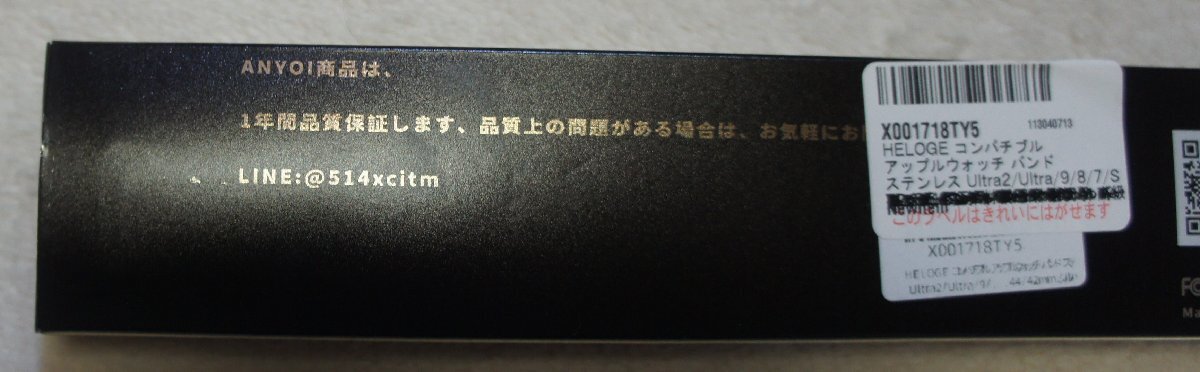 ANYOI商品は、
1年間品質保証します、品質上の問題がある場合は、お気軽にお
LINE:@514xcitm
X001718TY5 113040713
HELOGE コンパチブル
アップルウォッチ バンド
ステンレス Ultra2/Ultra/9/8/7/S
このラベルはきれいにはがせます
X001718TY5
Ultra2/Ultra/9/